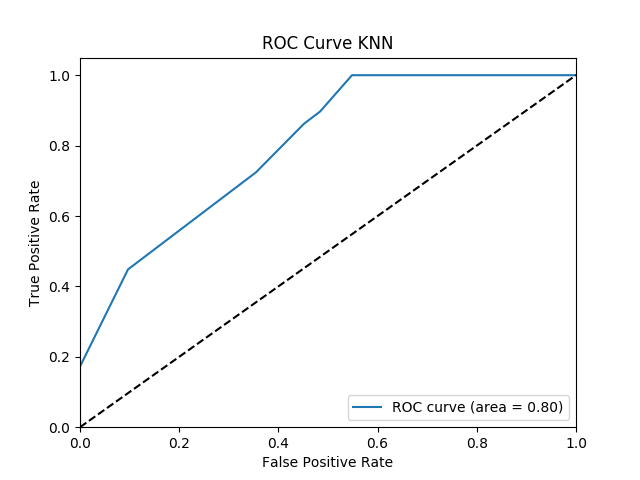 ROC Curve KNN
1.0
0.8
0.6
0.4
0.2
0.0
True Positive Rate
0.0 0.2 0.4 0.6 0.8 1.0
False Positive Rate
ROC curve (area = 0.80)